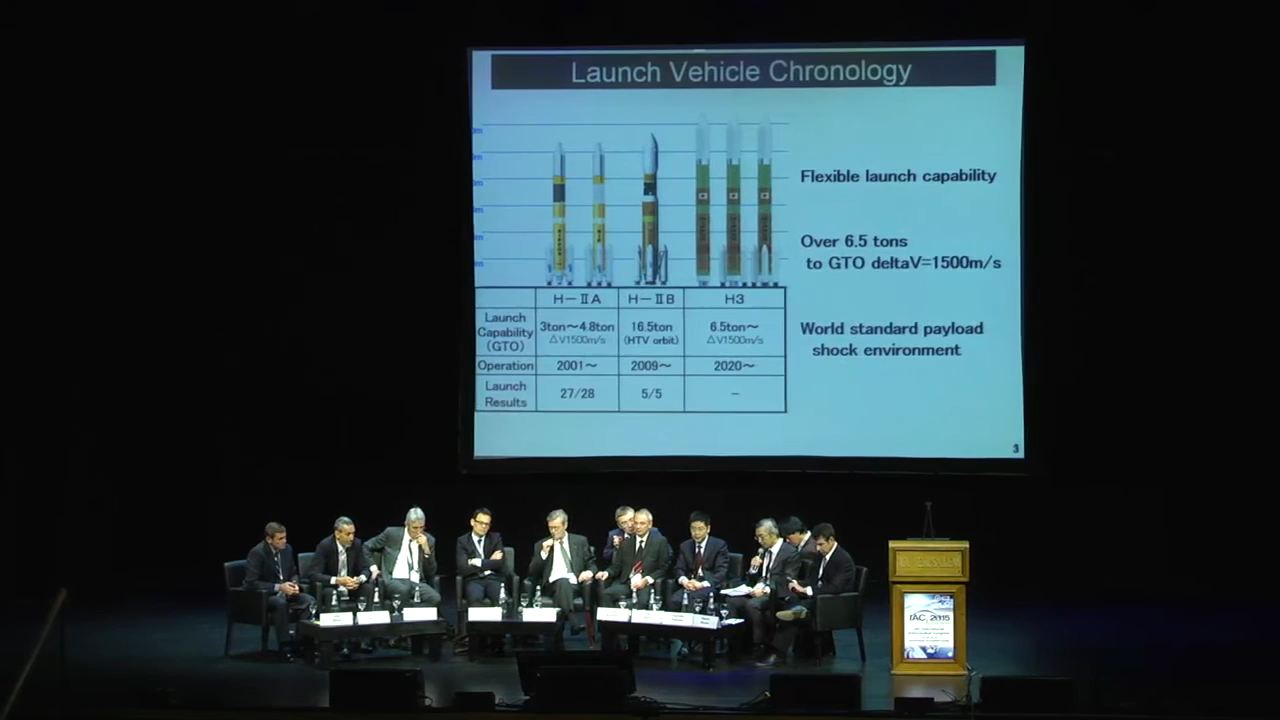 Launch Vehicle Chronology
Flexible launch capability
Over 6.5 tons
to GTO deltaV=1500m/s
World standard payload
shock environment
H-ⅡA H-ⅡB H3
Launch Capability (GTO) 3ton~4.8ton △V1500m/s 16.5ton (HTV orbit) 6.5ton~ △V1500m/s
Operation 2001~ 2009~ 2020~
Launch Results 27/28 5/5 -
3
IAC 2015